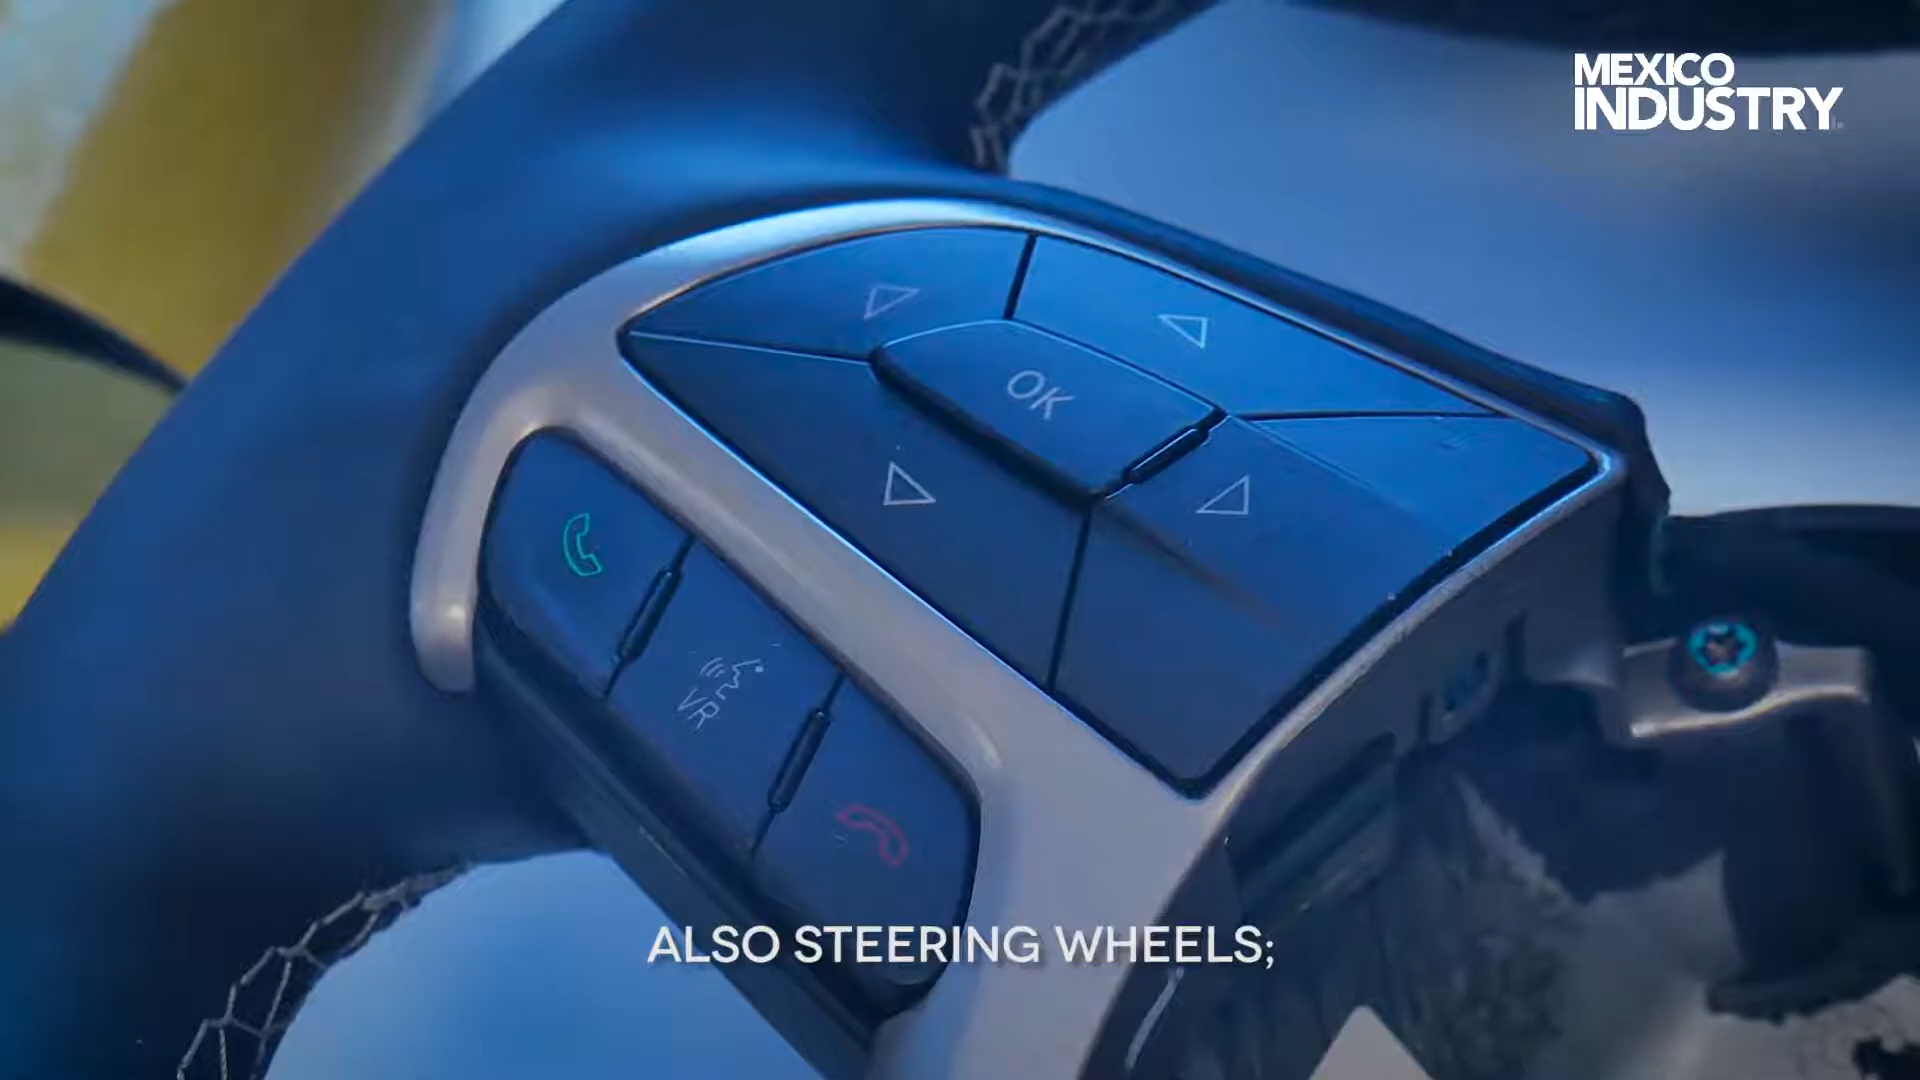 MEXICO
INDUSTRY
OK
VR
ALSO STEERING WHEELS;